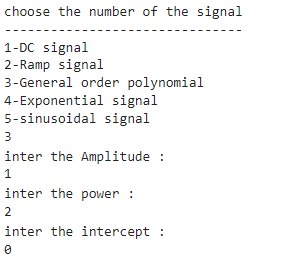 choose the number of the signal
-------------------------------
1-DC signal
2-Ramp signal
3-General order polynomial
4-Exponential signal
5-sinusoidal signal
3
inter the Amplitude :
1
inter the power :
2
inter the intercept :
0